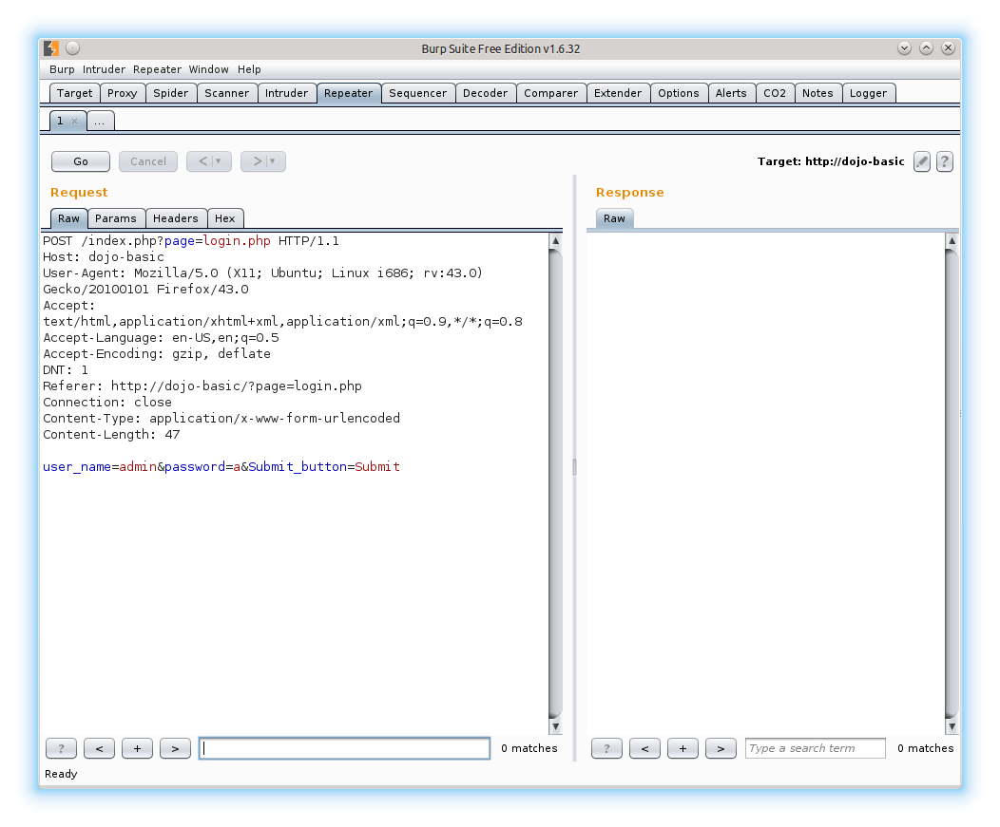 Burp Suite Free Edition v1.6.32
Burp Intruder Repeater Window Help
Target Proxy Spider Scanner Intruder Repeater Sequencer Decoder Comparer Extender Options Alerts CO2 Notes Logger
1 × ...
Go Cancel < > Target: http://dojo-basic ?
Request
Raw Params Headers Hex
POST /index.php?page=login.php HTTP/1.1
Host: dojo-basic
User-Agent: Mozilla/5.0 (X11; Ubuntu; Linux i686; rv:43.0)
Gecko/20100101 Firefox/43.0
Accept:
text/html,application/xhtml+xml,application/xml;q=0.9,*/*;q=0.8
Accept-Language: en-US,en;q=0.5
Accept-Encoding: gzip, deflate
DNT: 1
Referer: http://dojo-basic/?page=login.php
Connection: close
Content-Type: application/x-www-form-urlencoded
Content-Length: 47
user_name=admin&password=a&Submit_button=Submit
? < + > 0 matches
Response
Raw
? < + > Type a search term 0 matches
Ready